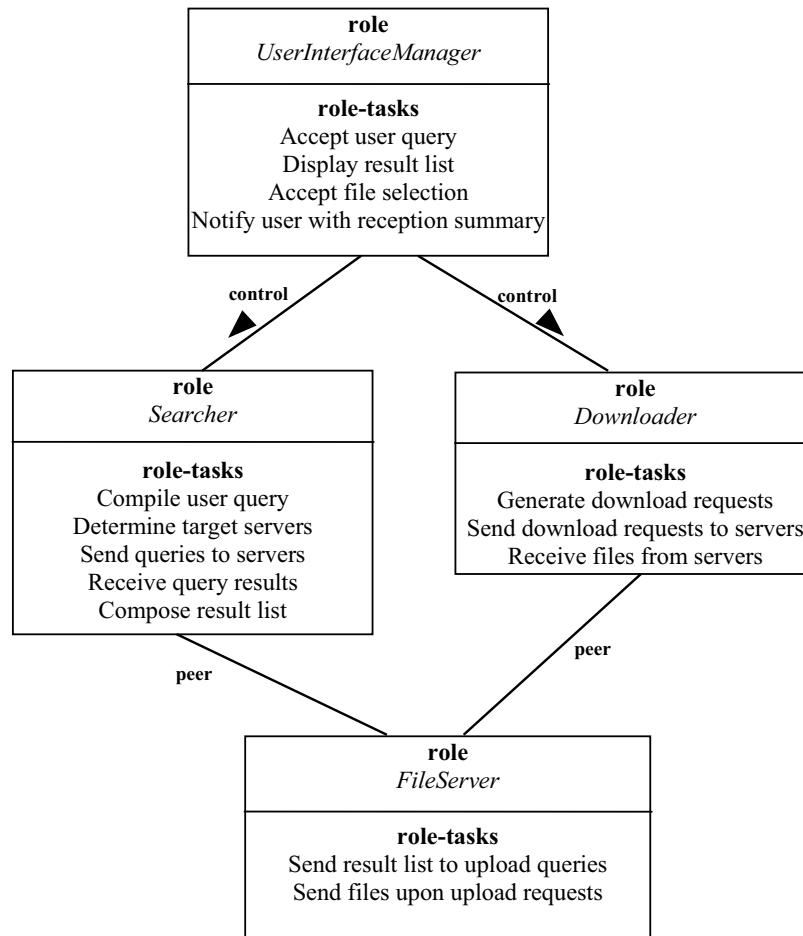 role
UserInterfaceManager
role-tasks
Accept user query
Display result list
Accept file selection
Notify user with reception summary
control
control
role
Searcher
role-tasks
Compile user query
Determine target servers
Send queries to servers
Receive query results
Compose result list
role
Downloader
role-tasks
Generate download requests
Send download requests to servers
Receive files from servers
peer
peer
role
FileServer
role-tasks
Send result list to upload queries
Send files upon upload requests